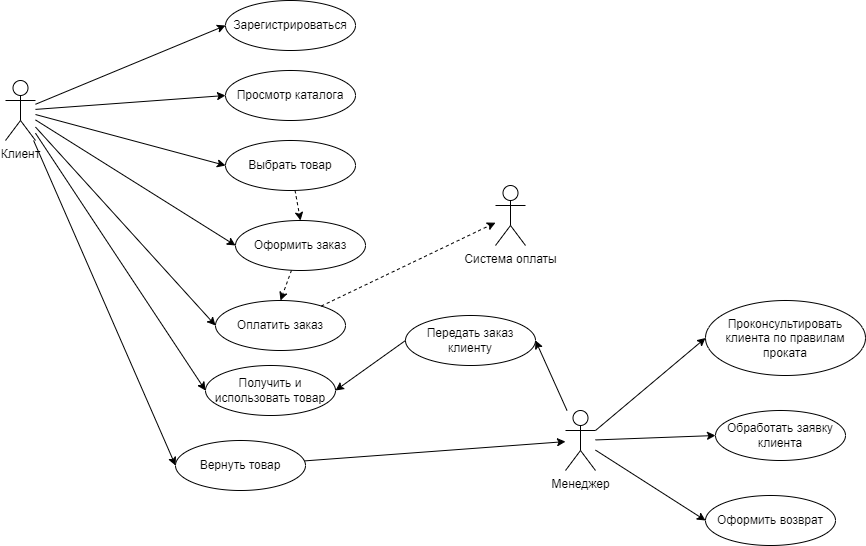 Зарегистрироваться
Просмотр каталога
Клиент
Выбрать товар
Оформить заказ
Система оплаты
Оплатить заказ
Передать заказ
клиенту
Проконсультировать
клиента по правилам
проката
Получить и
использовать товар
Обработать заявку
клиента
Вернуть товар
Менеджер
Оформить возврат